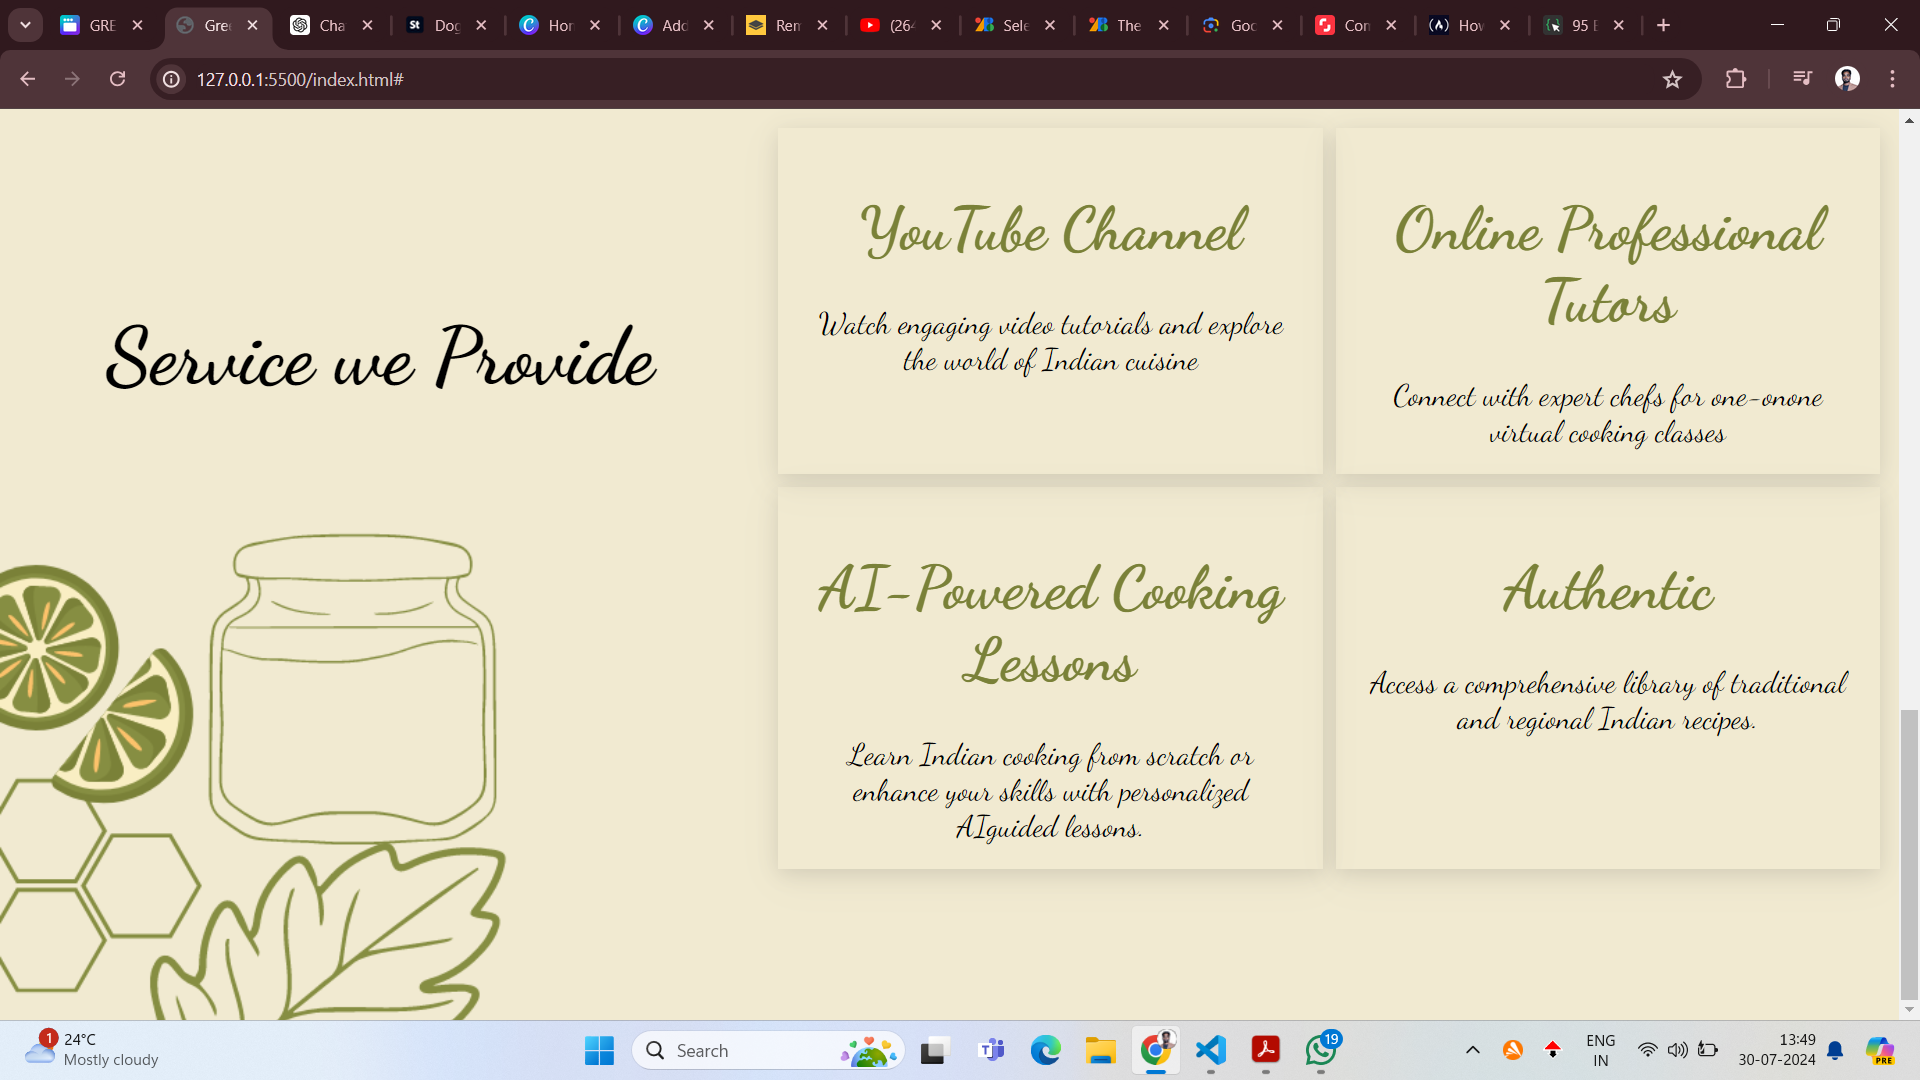 GRE
Gree
Cha
Dog
Hor
Add
Rem
(264
Sele
The
Goo
Con
How
95 E
127.0.0.1:5500/index.html#
Service we Provide
YouTube Channel
Watch engaging video tutorials and explore
the world of Indian cuisine
Online Professional
Tutors
Connect with expert chefs for one-onone
virtual cooking classes
AI-Powered Cooking
Lessons
Learn Indian cooking from scratch or
enhance your skills with personalized
AIguided lessons.
Authentic
Access a comprehensive library of traditional
and regional Indian recipes.
1
24°C
Mostly cloudy
Search
19
ENG
IN
13:49
30-07-2024
PRE